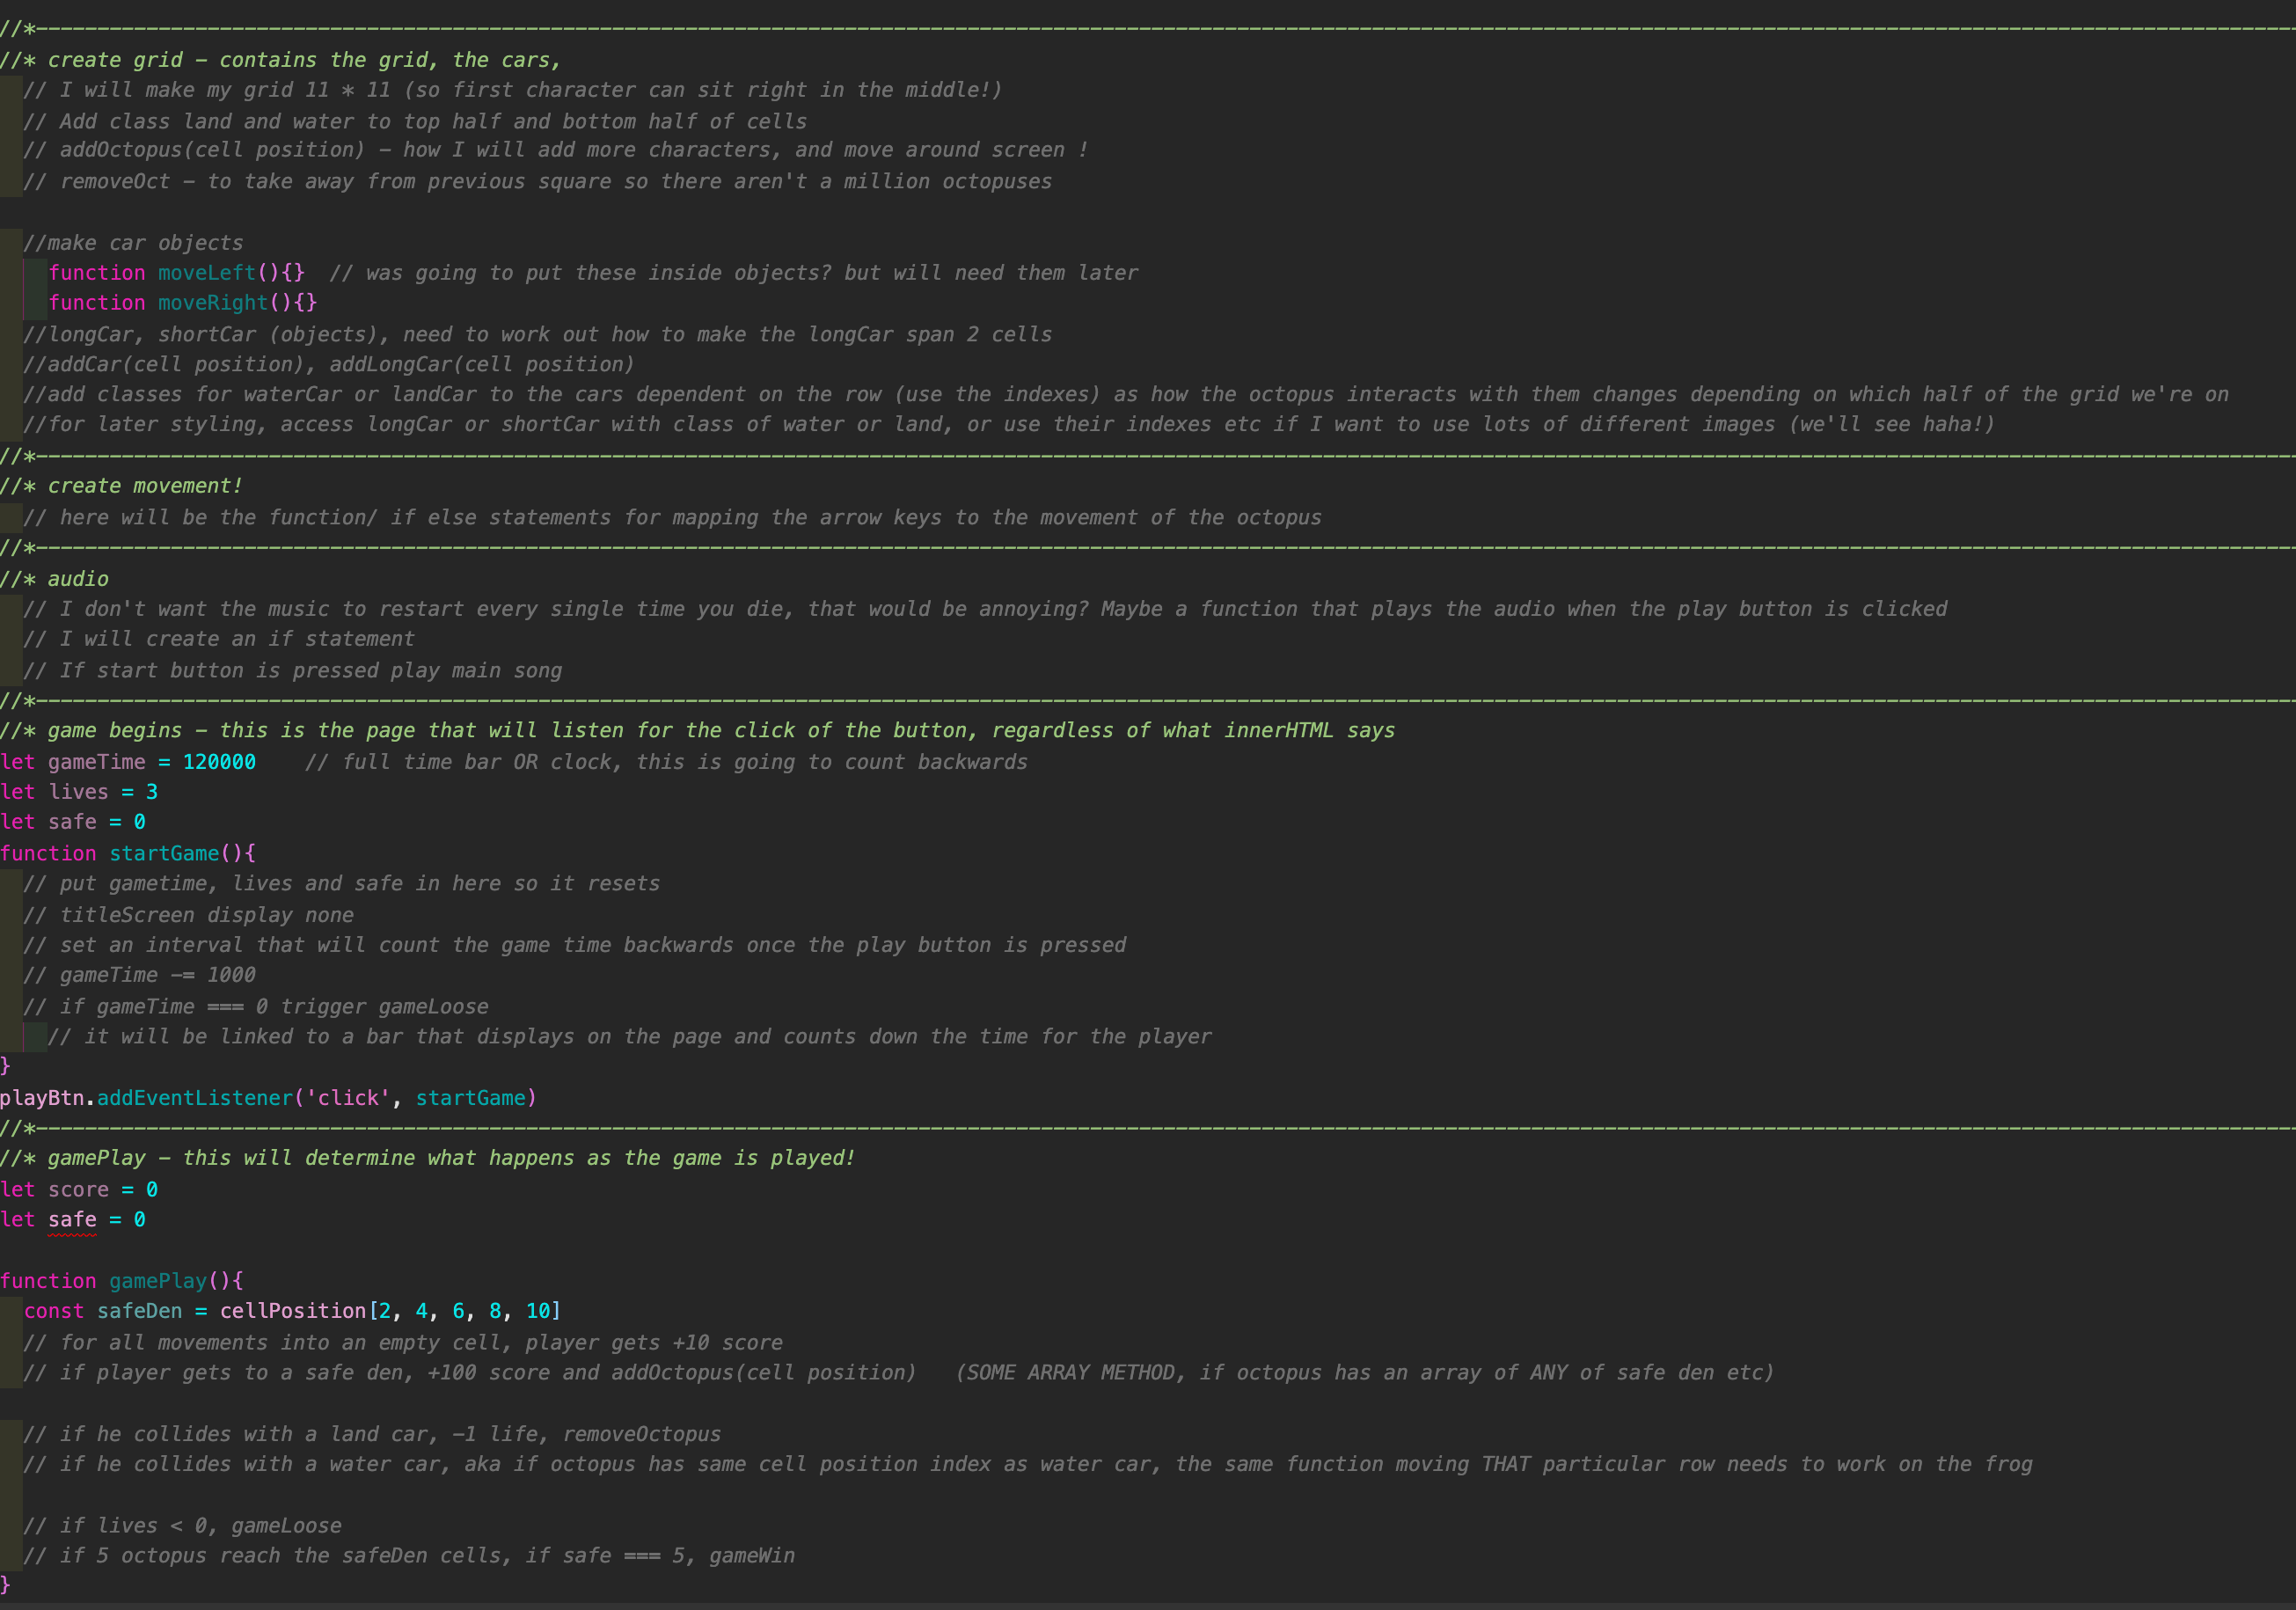 //*------------------------------------------------------------------------------------------------------------------------------------------------------------------------------------------
//* create grid - contains the grid, the cars,
// I will make my grid 11 * 11 (so first character can sit right in the middle!)
// Add class land and water to top half and bottom half of cells
// addOctopus(cell position) - how I will add more characters, and move around screen !
// removeOct - to take away from previous square so there aren't a million octopuses
//make car objects
function moveLeft(){}  // was going to put these inside objects? but will need them later
function moveRight(){}
//longCar, shortCar (objects), need to work out how to make the longCar span 2 cells
//addCar(cell position), addLongCar(cell position)
//add classes for waterCar or landCar to the cars dependent on the row (use the indexes) as how the octopus interacts with them changes depending on which half of the grid we're on
//for later styling, access longCar or shortCar with class of water or land, or use their indexes etc if I want to use lots of different images (we'll see haha!)
//*------------------------------------------------------------------------------------------------------------------------------------------------------------------------------------------
//* create movement!
// here will be the function/ if else statements for mapping the arrow keys to the movement of the octopus
//*------------------------------------------------------------------------------------------------------------------------------------------------------------------------------------------
//* audio
// I don't want the music to restart every single time you die, that would be annoying? Maybe a function that plays the audio when the play button is clicked
// I will create an if statement
// If start button is pressed play main song
//*------------------------------------------------------------------------------------------------------------------------------------------------------------------------------------------
//* game begins - this is the page that will listen for the click of the button, regardless of what innerHTML says
let gameTime = 120000    // full time bar OR clock, this is going to count backwards
let lives = 3
let safe = 0
function startGame(){
// put gametime, lives and safe in here so it resets
// titleScreen display none
// set an interval that will count the game time backwards once the play button is pressed
// gameTime -= 1000
// if gameTime === 0 trigger gameLoose
// it will be linked to a bar that displays on the page and counts down the time for the player
}
playBtn.addEventListener('click', startGame)
//*------------------------------------------------------------------------------------------------------------------------------------------------------------------------------------------
//* gamePlay - this will determine what happens as the game is played!
let score = 0
let safe = 0
function gamePlay(){
const safeDen = cellPosition[2, 4, 6, 8, 10]
// for all movements into an empty cell, player gets +10 score
// if player gets to a safe den, +100 score and addOctopus(cell position)   (SOME ARRAY METHOD, if octopus has an array of ANY of safe den etc)
// if he collides with a land car, -1 life, removeOctopus
// if he collides with a water car, aka if octopus has same cell position index as water car, the same function moving THAT particular row needs to work on the frog
// if lives < 0, gameLoose
// if 5 octopus reach the safeDen cells, if safe === 5, gameWin
}